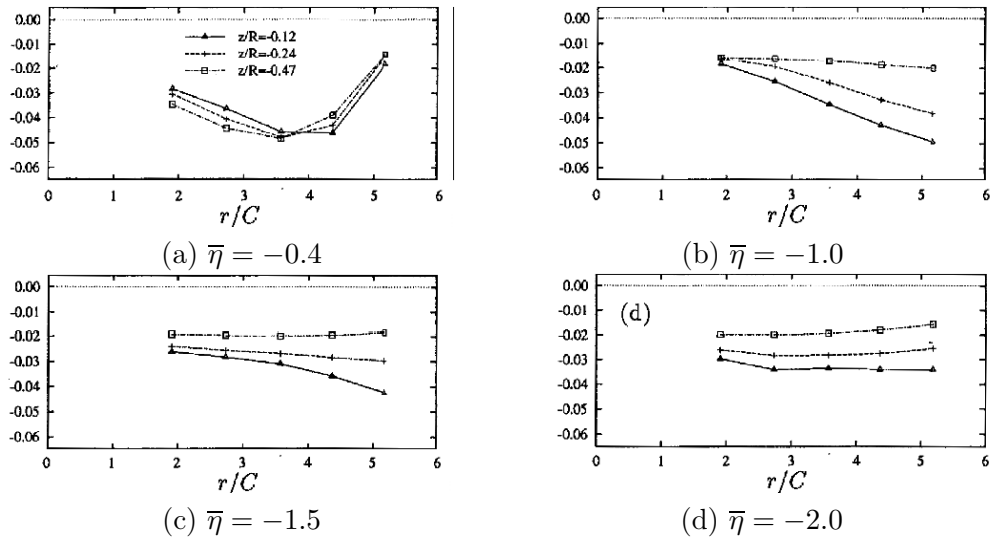 0.00
-0.01
-0.02
-0.03
-0.04
-0.05
-0.06
z/R=-0.12
z/R=-0.24
z/R=-0.47
0 1 2 3 4 5 6
r/C
(a) η̅ = −0.4
0.00
-0.01
-0.02
-0.03
-0.04
-0.05
-0.06
0 1 2 3 4 5 6
r/C
(b) η̅ = −1.0
0.00
-0.01
-0.02
-0.03
-0.04
-0.05
-0.06
0 1 2 3 4 5 6
r/C
(c) η̅ = −1.5
0.00
-0.01
-0.02
-0.03
-0.04
-0.05
-0.06
(d)
0 1 2 3 4 5 6
r/C
(d) η̅ = −2.0